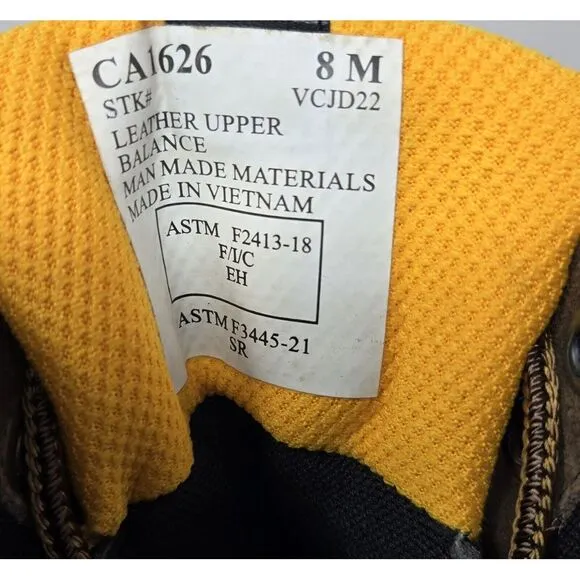 CA1626 8 M
STK# VCJD22
LEATHER UPPER
BALANCE
MAN MADE MATERIALS
MADE IN VIETNAM
ASTM F2413-18
F/I/C
EH
ASTM F3445-21
SR